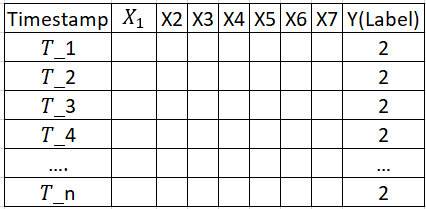 Timestamp X₁ X2 X3 X4 X5 X6 X7 Y(Label)
T_1 2
T_2 2
T_3 2
T_4 2
.... ...
T_n 2